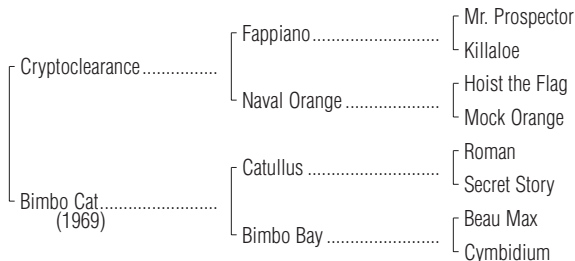 Mr. Prospector
Fappiano
Killaloe
Cryptoclearance
Hoist the Flag
Naval Orange
Mock Orange
Roman
Catullus
Secret Story
Bimbo Cat
(1969)
Beau Max
Bimbo Bay
Cymbidium